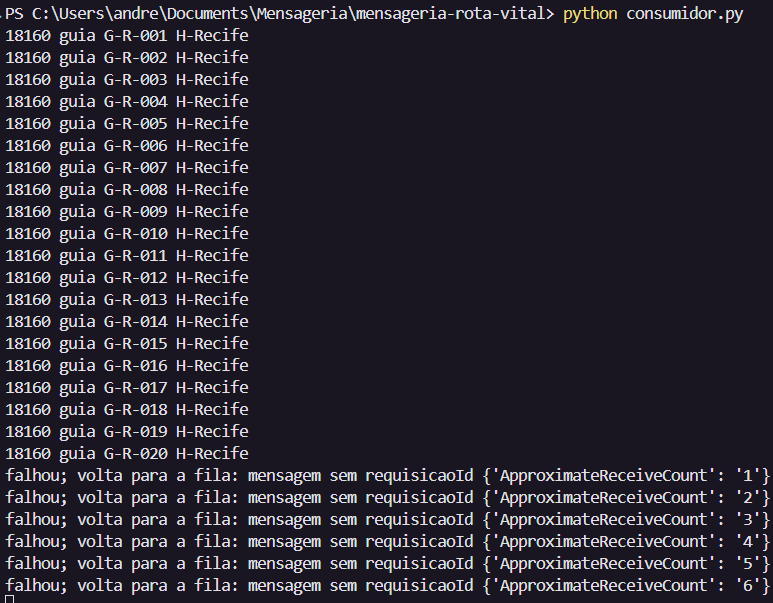 PS C:\Users\andre\Documents\Mensageria\mensageria-rota-vital> python consumidor.py
18160 guia G-R-001 H-Recife
18160 guia G-R-002 H-Recife
18160 guia G-R-003 H-Recife
18160 guia G-R-004 H-Recife
18160 guia G-R-005 H-Recife
18160 guia G-R-006 H-Recife
18160 guia G-R-007 H-Recife
18160 guia G-R-008 H-Recife
18160 guia G-R-009 H-Recife
18160 guia G-R-010 H-Recife
18160 guia G-R-011 H-Recife
18160 guia G-R-012 H-Recife
18160 guia G-R-013 H-Recife
18160 guia G-R-014 H-Recife
18160 guia G-R-015 H-Recife
18160 guia G-R-016 H-Recife
18160 guia G-R-017 H-Recife
18160 guia G-R-018 H-Recife
18160 guia G-R-019 H-Recife
18160 guia G-R-020 H-Recife
falhou; volta para a fila: mensagem sem requisicaoId {'ApproximateReceiveCount': '1'}
falhou; volta para a fila: mensagem sem requisicaoId {'ApproximateReceiveCount': '2'}
falhou; volta para a fila: mensagem sem requisicaoId {'ApproximateReceiveCount': '3'}
falhou; volta para a fila: mensagem sem requisicaoId {'ApproximateReceiveCount': '4'}
falhou; volta para a fila: mensagem sem requisicaoId {'ApproximateReceiveCount': '5'}
falhou; volta para a fila: mensagem sem requisicaoId {'ApproximateReceiveCount': '6'}